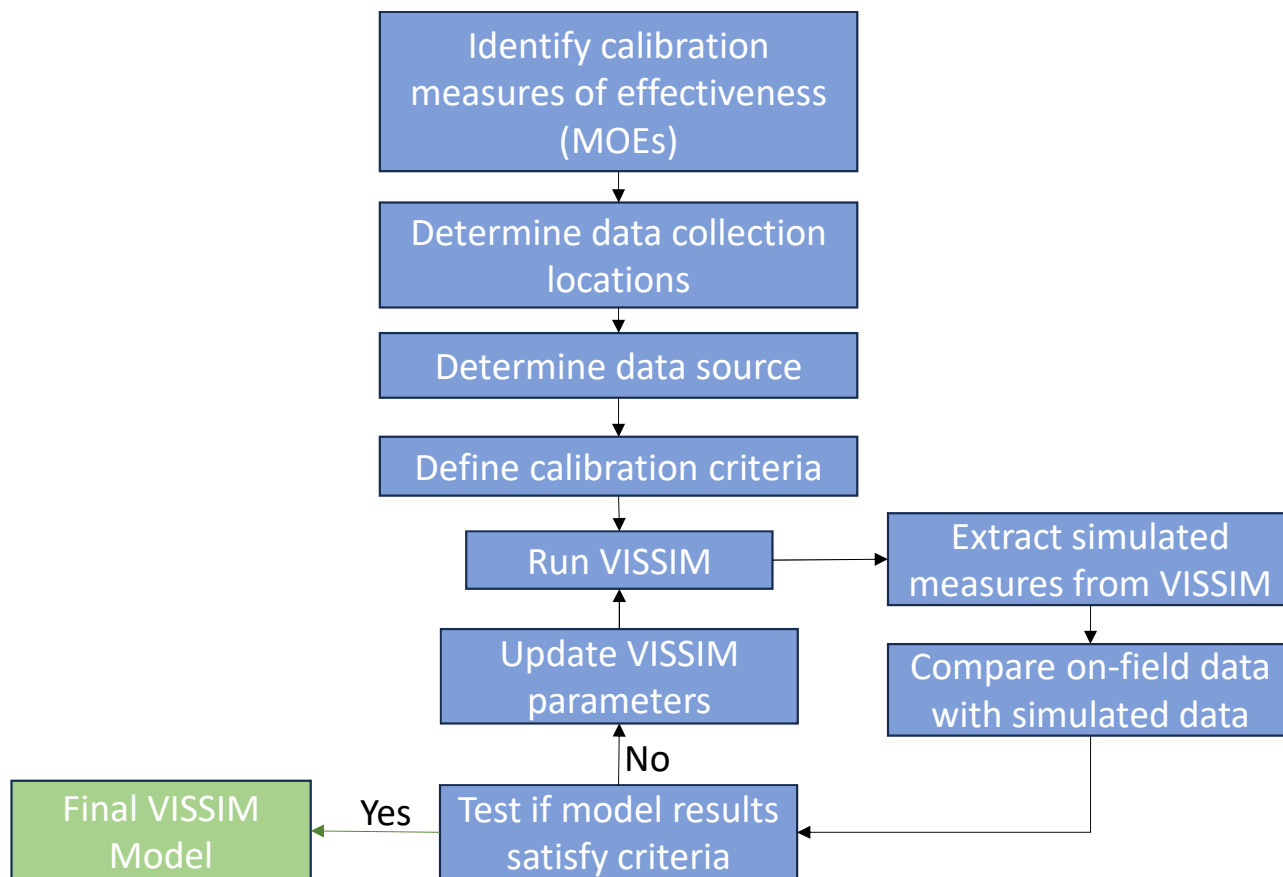 Identify calibration
measures of effectiveness
(MOEs)
Determine data collection
locations
Determine data source
Define calibration criteria
Run VISSIM
Extract simulated
measures from VISSIM
Update VISSIM
parameters
Compare on-field data
with simulated data
No
Final VISSIM
Model
Yes
Test if model results
satisfy criteria